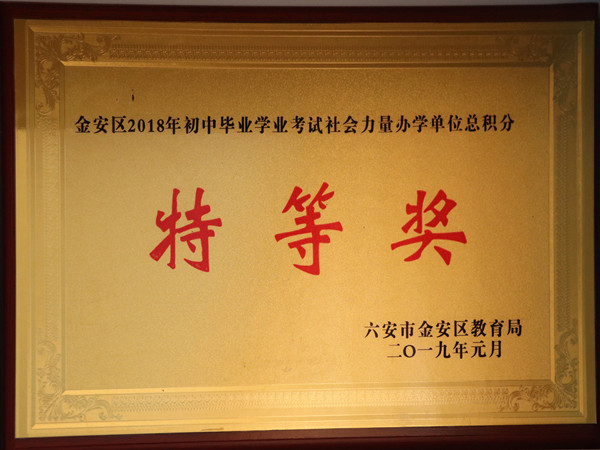 金安区2018年初中毕业学业考试社会力量办学单位总积分
特等奖
六安市金安区教育局
二〇一九年元月